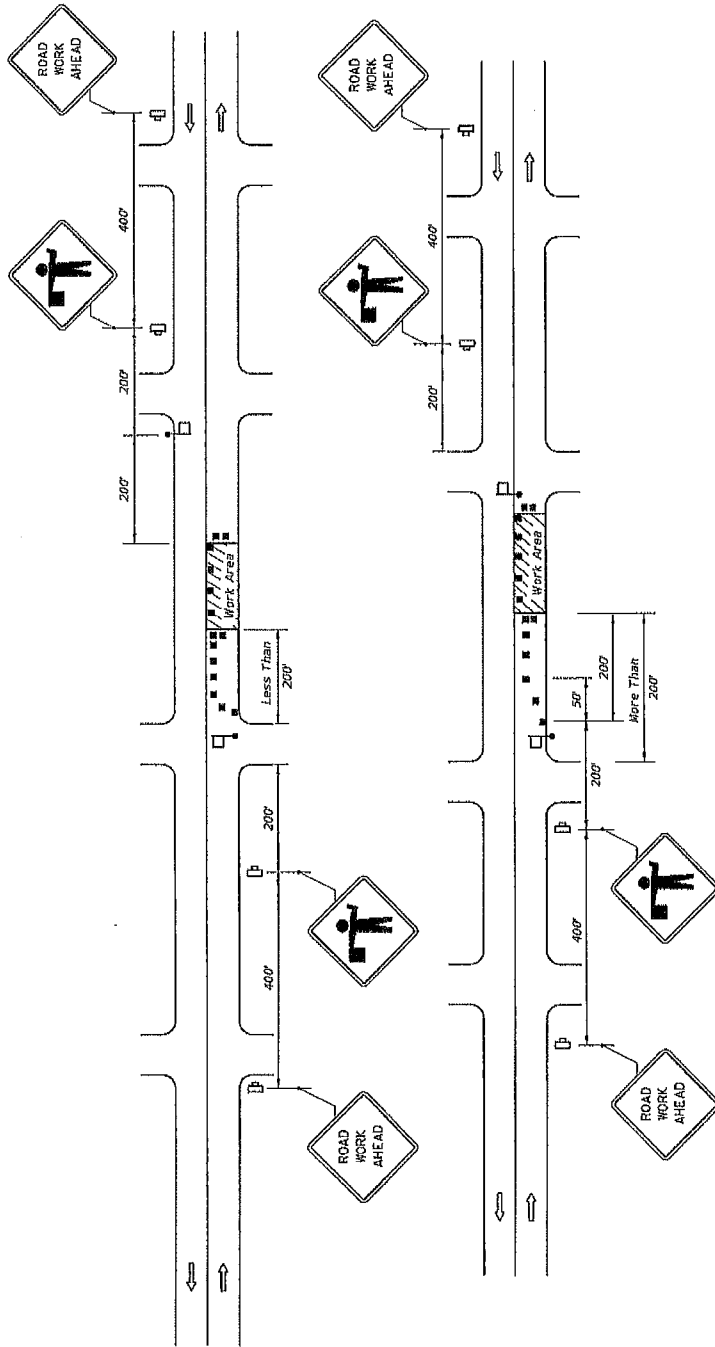 ROAD
WORK
AHEAD
400'
200'
200'
Work Area
Less Than
200'
200'
400'
ROAD
WORK
AHEAD
ROAD
WORK
AHEAD
400'
200'
Work Area
50'
200'
More Than
200'
200'
400'
ROAD
WORK
AHEAD